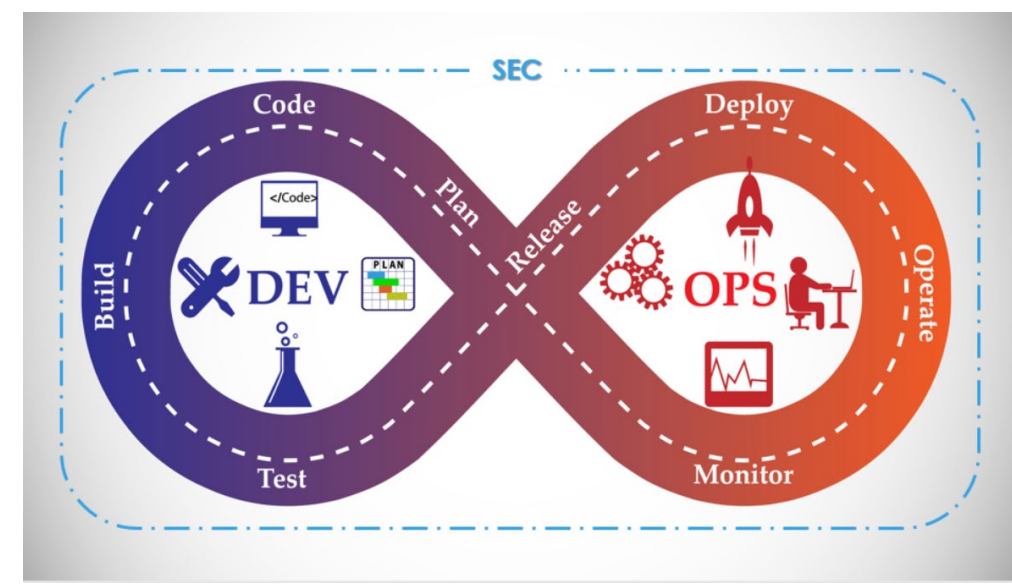 SEC
Code
Deploy
Plan
Release
</Code>
PLAN
Build
DEV
OPS
Operate
Test
Monitor